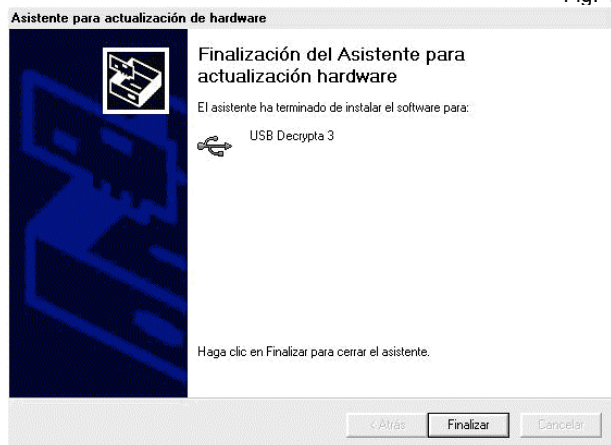 Asistente para actualización de hardware
Finalización del Asistente para
actualización hardware
El asistente ha terminado de instalar el software para:
USB Decrypta 3
Haga clic en Finalizar para cerrar el asistente.
< Atrás Finalizar Cancelar